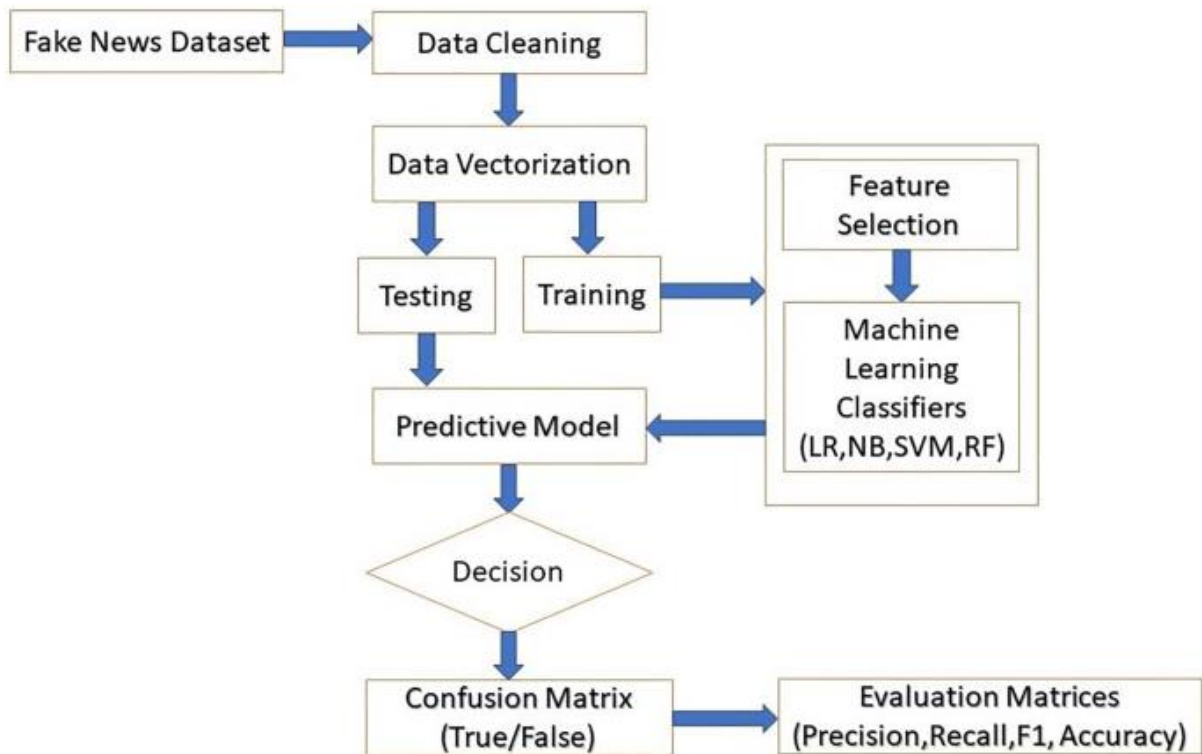 Fake News Dataset
Data Cleaning
Data Vectorization
Testing
Training
Feature
Selection
Machine
Learning
Classifiers
(LR,NB,SVM,RF)
Predictive Model
Decision
Confusion Matrix
(True/False)
Evaluation Matrices
(Precision,Recall,F1, Accuracy)